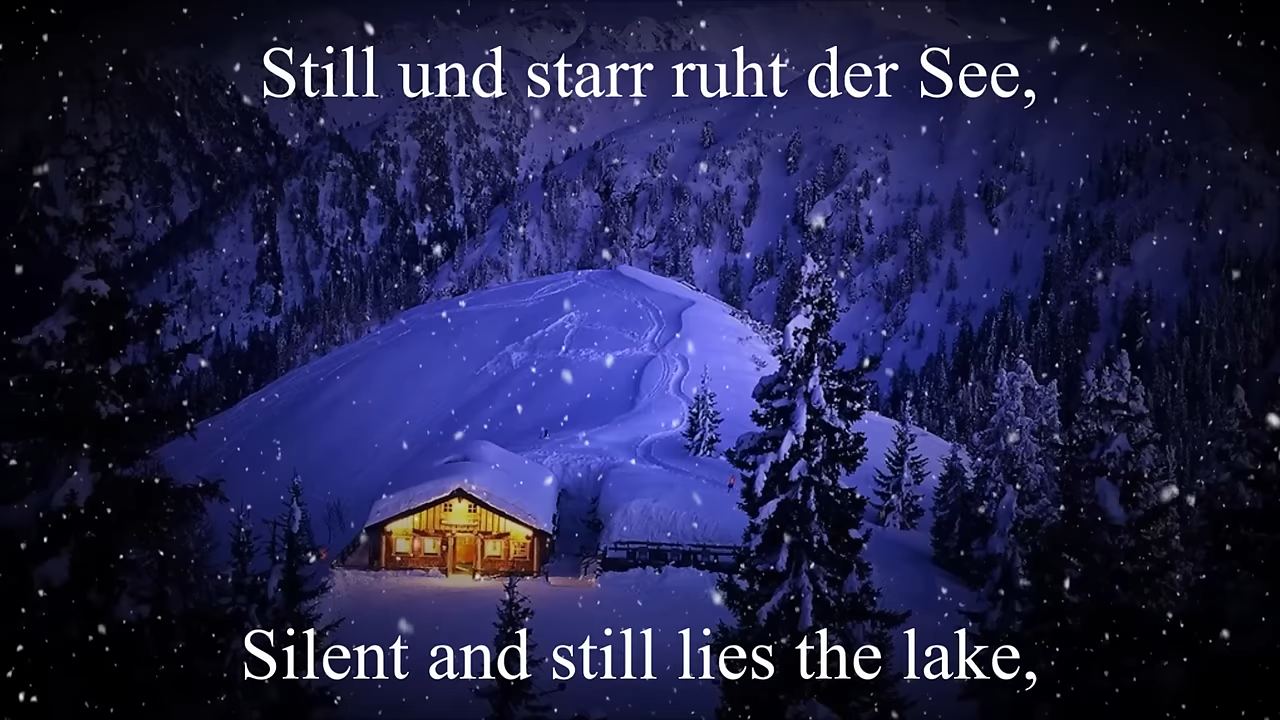 Still und starr ruht der See,
Silent and still lies the lake,